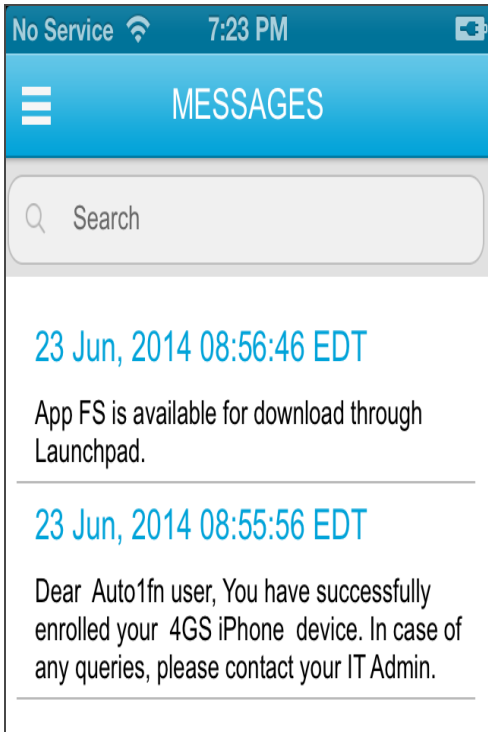 No Service 7:23 PM
MESSAGES
Search
23 Jun, 2014 08:56:46 EDT
App FS is available for download through
Launchpad.
23 Jun, 2014 08:55:56 EDT
Dear Auto1fn user, You have successfully
enrolled your 4GS iPhone device. In case of
any queries, please contact your IT Admin.